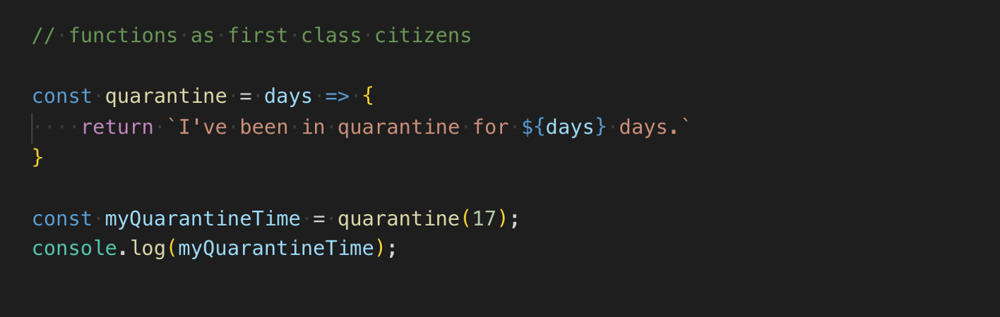 // functions as first class citizens
const quarantine = days => {
    return `I've been in quarantine for ${days} days.`
}
const myQuarantineTime = quarantine(17);
console.log(myQuarantineTime);